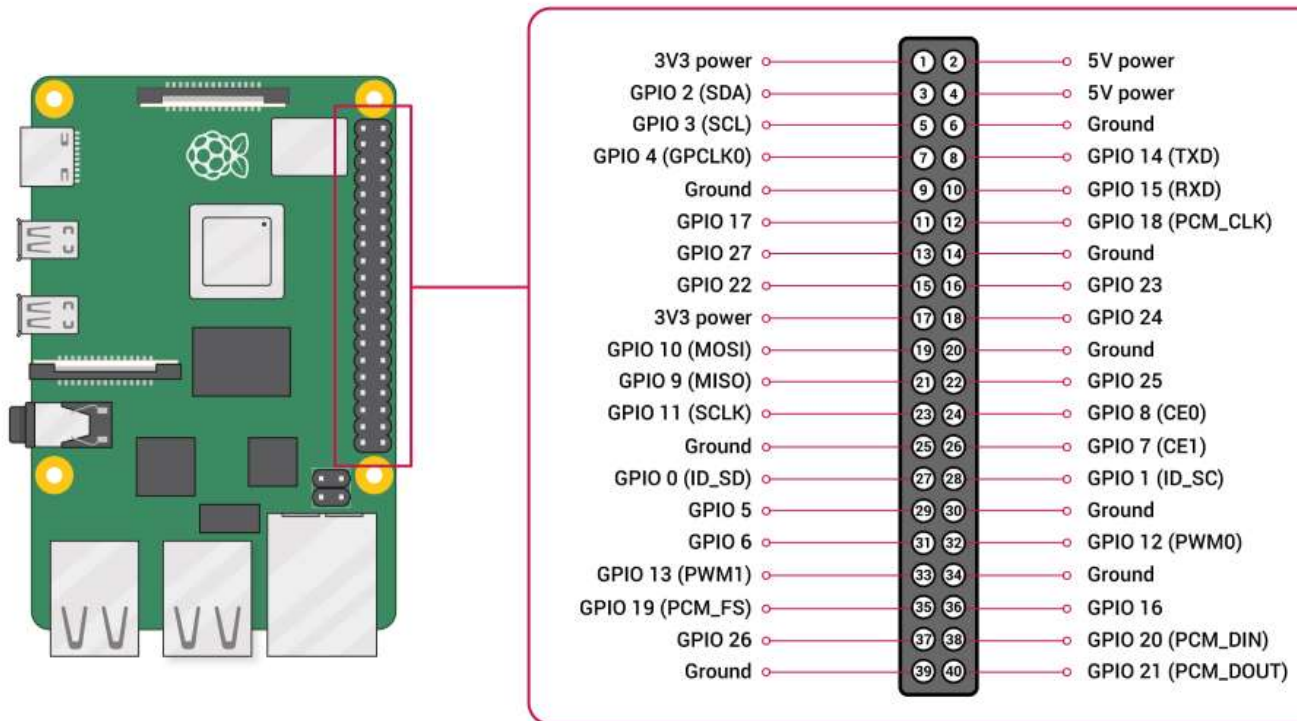 3V3 power 1 2 5V power
GPIO 2 (SDA) 3 4 5V power
GPIO 3 (SCL) 5 6 Ground
GPIO 4 (GPCLK0) 7 8 GPIO 14 (TXD)
Ground 9 10 GPIO 15 (RXD)
GPIO 17 11 12 GPIO 18 (PCM_CLK)
GPIO 27 13 14 Ground
GPIO 22 15 16 GPIO 23
3V3 power 17 18 GPIO 24
GPIO 10 (MOSI) 19 20 Ground
GPIO 9 (MISO) 21 22 GPIO 25
GPIO 11 (SCLK) 23 24 GPIO 8 (CE0)
Ground 25 26 GPIO 7 (CE1)
GPIO 0 (ID_SD) 27 28 GPIO 1 (ID_SC)
GPIO 5 29 30 Ground
GPIO 6 31 32 GPIO 12 (PWM0)
GPIO 13 (PWM1) 33 34 Ground
GPIO 19 (PCM_FS) 35 36 GPIO 16
GPIO 26 37 38 GPIO 20 (PCM_DIN)
Ground 39 40 GPIO 21 (PCM_DOUT)